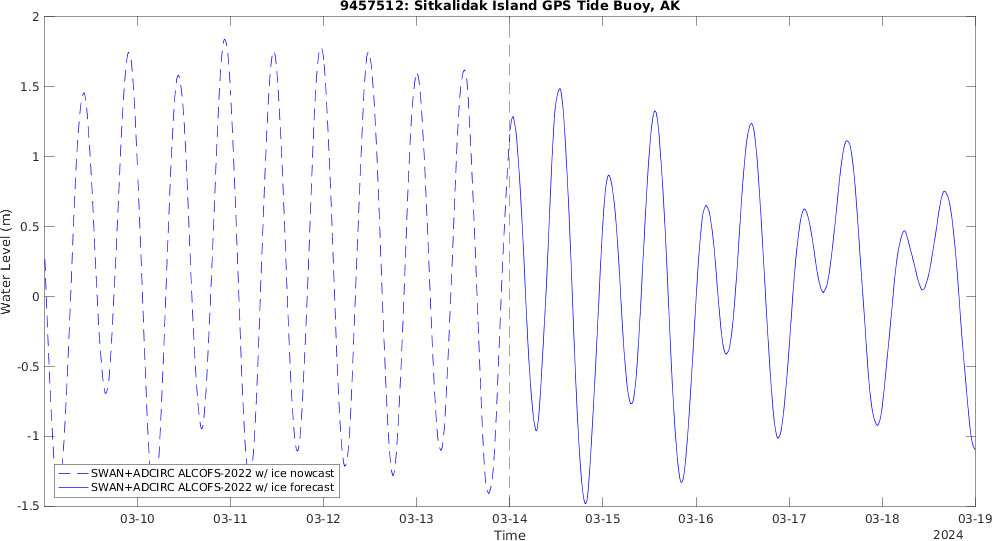 9457512: Sitkalidak Island GPS Tide Buoy, AK
2
1.5
1
0.5
0
-0.5
-1
-1.5
Water Level (m)
SWAN+ADCIRC ALCOFS-2022 w/ ice nowcast
SWAN+ADCIRC ALCOFS-2022 w/ ice forecast
03-10 03-11 03-12 03-13 03-14 03-15 03-16 03-17 03-18 03-19
Time
2024